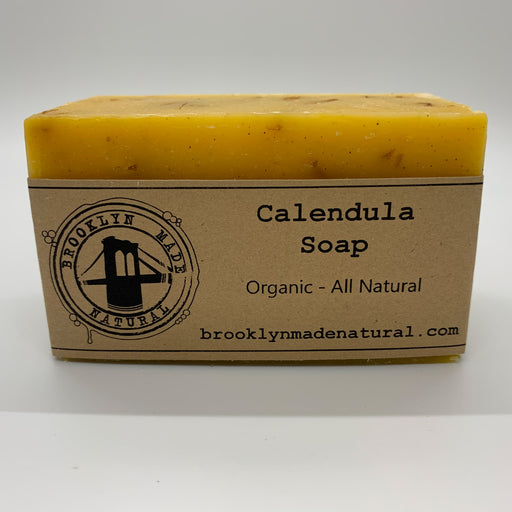 BROOKLYN MADE
NATURAL
Calendula
Soap
Organic - All Natural
brooklynmadenatural.com